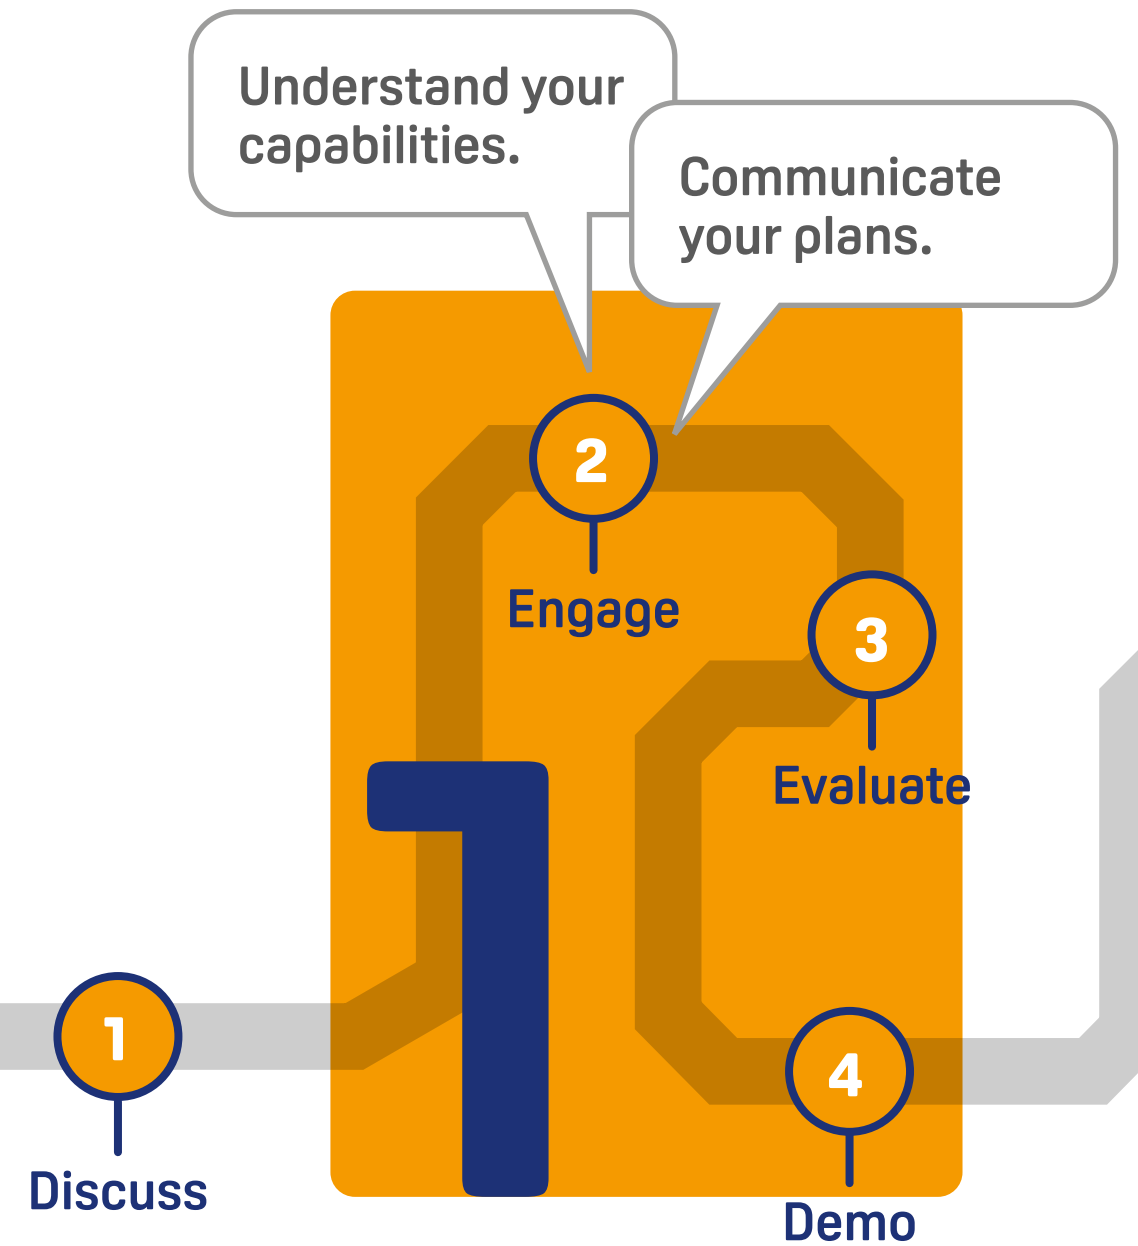 Understand your
capabilities.
Communicate
your plans.
2
Engage
3
Evaluate
1
1
Discuss
4
Demo